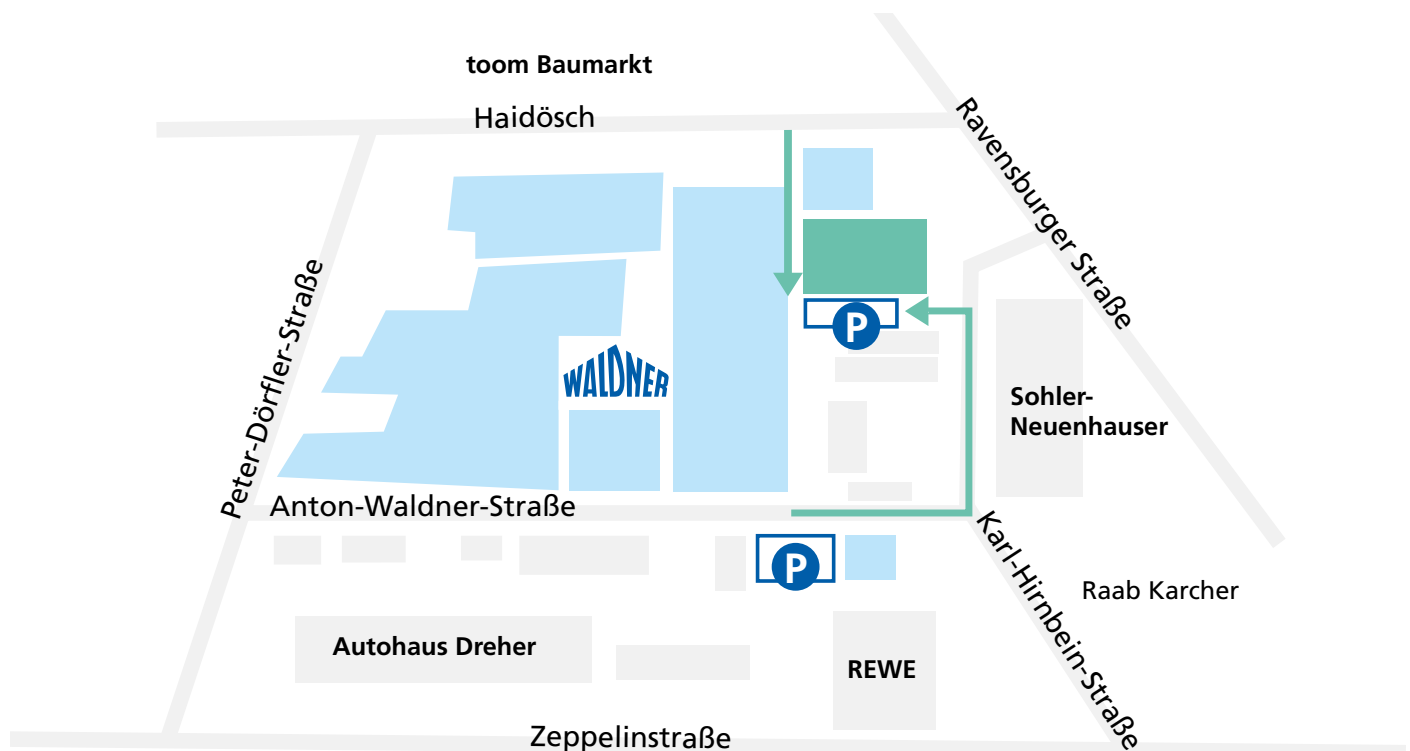 toom Baumarkt
Haidösch
Ravensburger Straße
Peter-Dörfler-Straße
P
WALDNER
Sohler-
Neuenhauser
Anton-Waldner-Straße
Karl-Hirnbein-Straße
P
Raab Karcher
Autohaus Dreher
REWE
Zeppelinstraße